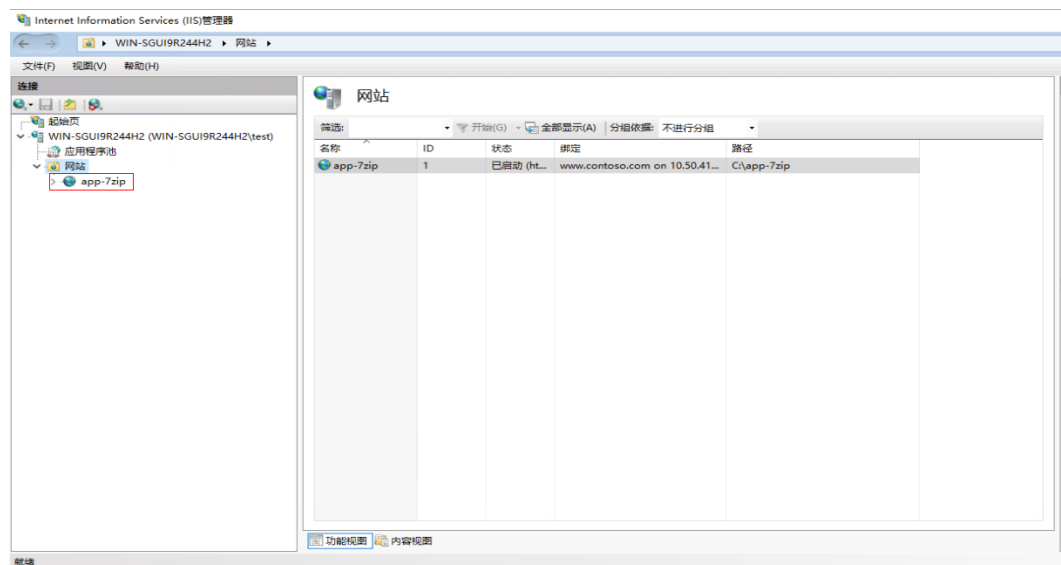 Internet Information Services (IIS)管理器
WIN-SGUI9R244H2 网站
文件(F) 视图(V) 帮助(H)
连接
起始页
WIN-SGUI9R244H2 (WIN-SGUI9R244H2\test)
应用程序池
网站
app-7zip
网站
筛选: 开始(G) 全部显示(A) 分组依据: 不进行分组
名称 ID 状态 绑定 路径
app-7zip 1 已启动 (ht... www.contoso.com on 10.50.41... C:\app-7zip
功能视图 内容视图
就绪